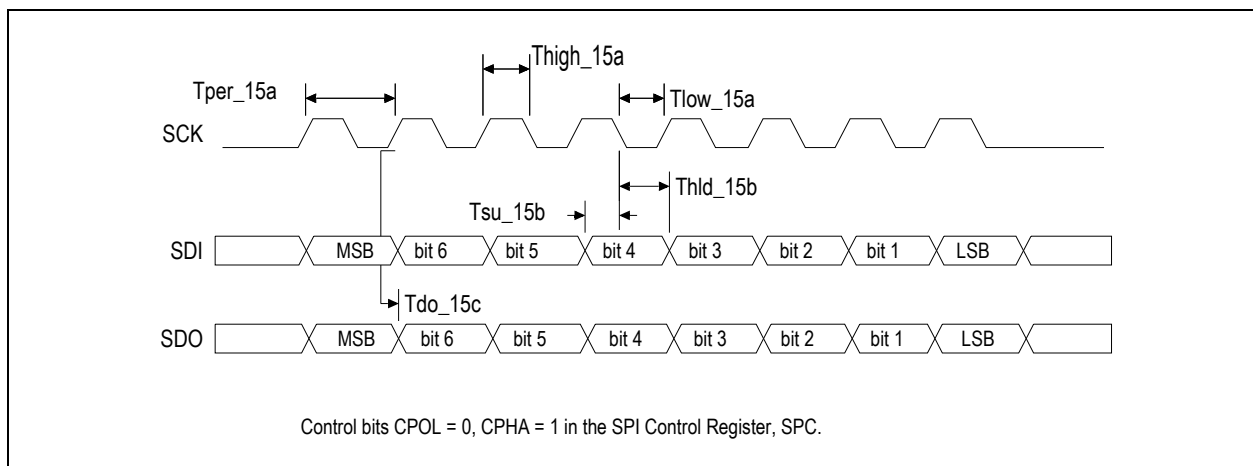 Thigh_15a
Tper_15a
Tlow_15a
SCK
Thld_15b
Tsu_15b
SDI MSB bit 6 bit 5 bit 4 bit 3 bit 2 bit 1 LSB
Tdo_15c
SDO MSB bit 6 bit 5 bit 4 bit 3 bit 2 bit 1 LSB
Control bits CPOL = 0, CPHA = 1 in the SPI Control Register, SPC.